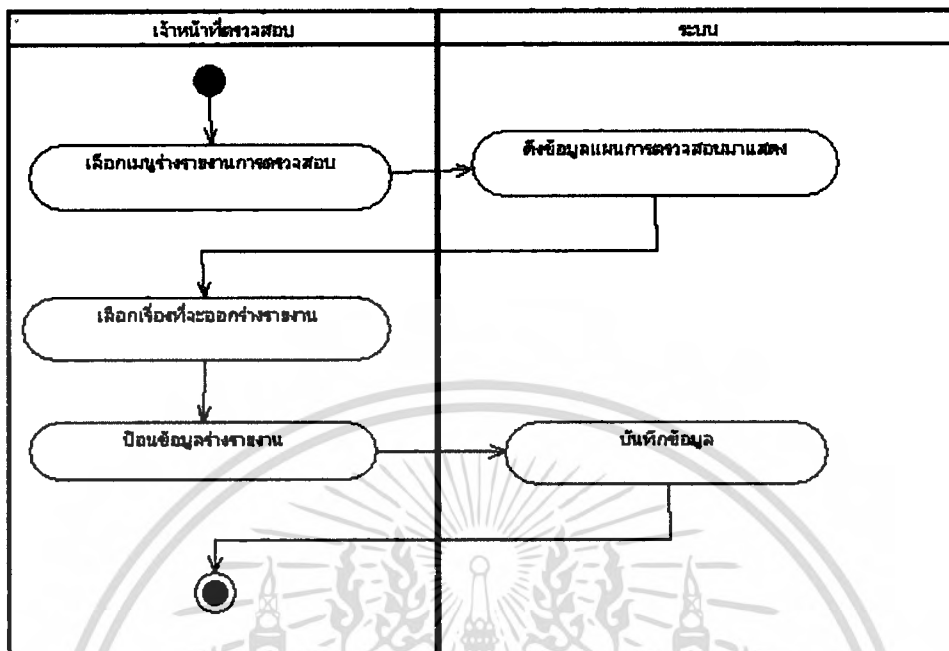 เจ้าหน้าที่ตรวจสอบ
ระบบ
เลือกเมนูร่างรายงานการตรวจสอบ
ดึงข้อมูลแผนการตรวจสอบมาแสดง
เลือกเรื่องที่จะออกร่างรายงาน
ป้อนข้อมูลร่างรายงาน
บันทึกข้อมูล